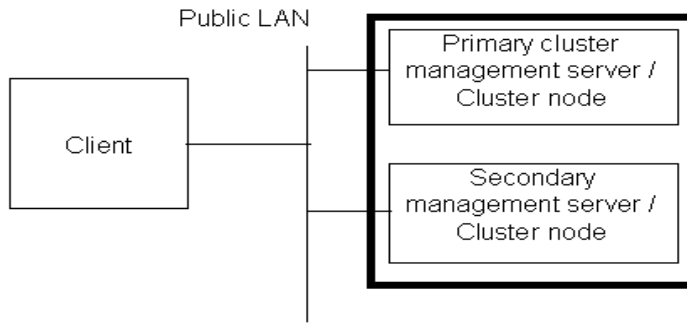 Public LAN
Primary cluster
management server /
Cluster node
Client
Secondary
management server /
Cluster node